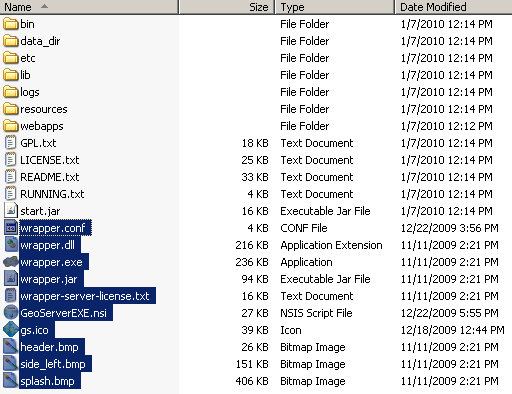 Name Size Type Date Modified
bin File Folder 1/7/2010 12:14 PM
data_dir File Folder 1/7/2010 12:14 PM
etc File Folder 1/7/2010 12:14 PM
lib File Folder 1/7/2010 12:14 PM
logs File Folder 1/7/2010 12:14 PM
resources File Folder 1/7/2010 12:14 PM
webapps File Folder 1/7/2010 12:12 PM
GPL.txt 18 KB Text Document 1/7/2010 12:14 PM
LICENSE.txt 25 KB Text Document 1/7/2010 12:14 PM
README.txt 33 KB Text Document 1/7/2010 12:14 PM
RUNNING.txt 4 KB Text Document 1/7/2010 12:14 PM
start.jar 16 KB Executable Jar File 1/7/2010 12:14 PM
wrapper.conf 4 KB CONF File 12/22/2009 3:56 PM
wrapper.dll 216 KB Application Extension 11/11/2009 2:21 PM
wrapper.exe 236 KB Application 11/11/2009 2:21 PM
wrapper.jar 94 KB Executable Jar File 11/11/2009 2:21 PM
wrapper-server-license.txt 2 KB Text Document 11/11/2009 2:21 PM
GeoServerEXE.nsi 27 KB NSIS Script File 12/22/2009 5:55 PM
gs.ico 39 KB Icon 12/18/2009 12:44 PM
header.bmp 26 KB Bitmap Image 11/11/2009 2:21 PM
side_left.bmp 151 KB Bitmap Image 11/11/2009 2:21 PM
splash.bmp 406 KB Bitmap Image 11/11/2009 2:21 PM